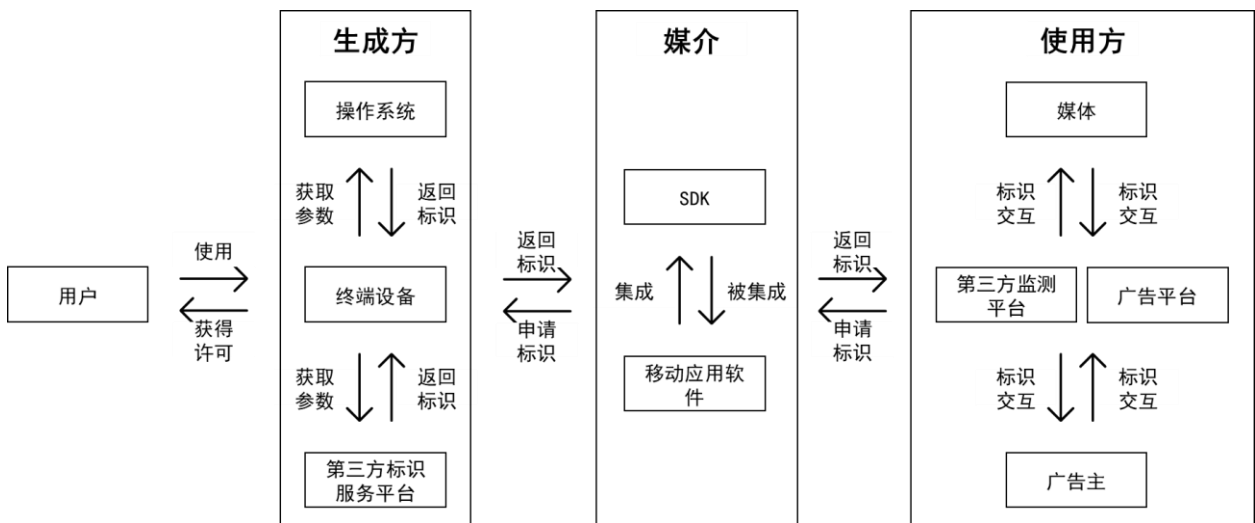 生成方
媒介
使用方
操作系统
媒体
获取
参数
返回
标识
SDK
标识
交互
标识
交互
使用
返回
标识
返回
标识
用户
终端设备
集成
被集成
第三方监测
平台
广告平台
获得
许可
申请
标识
申请
标识
获取
参数
返回
标识
移动应用软
件
标识
交互
标识
交互
第三方标识
服务平台
广告主